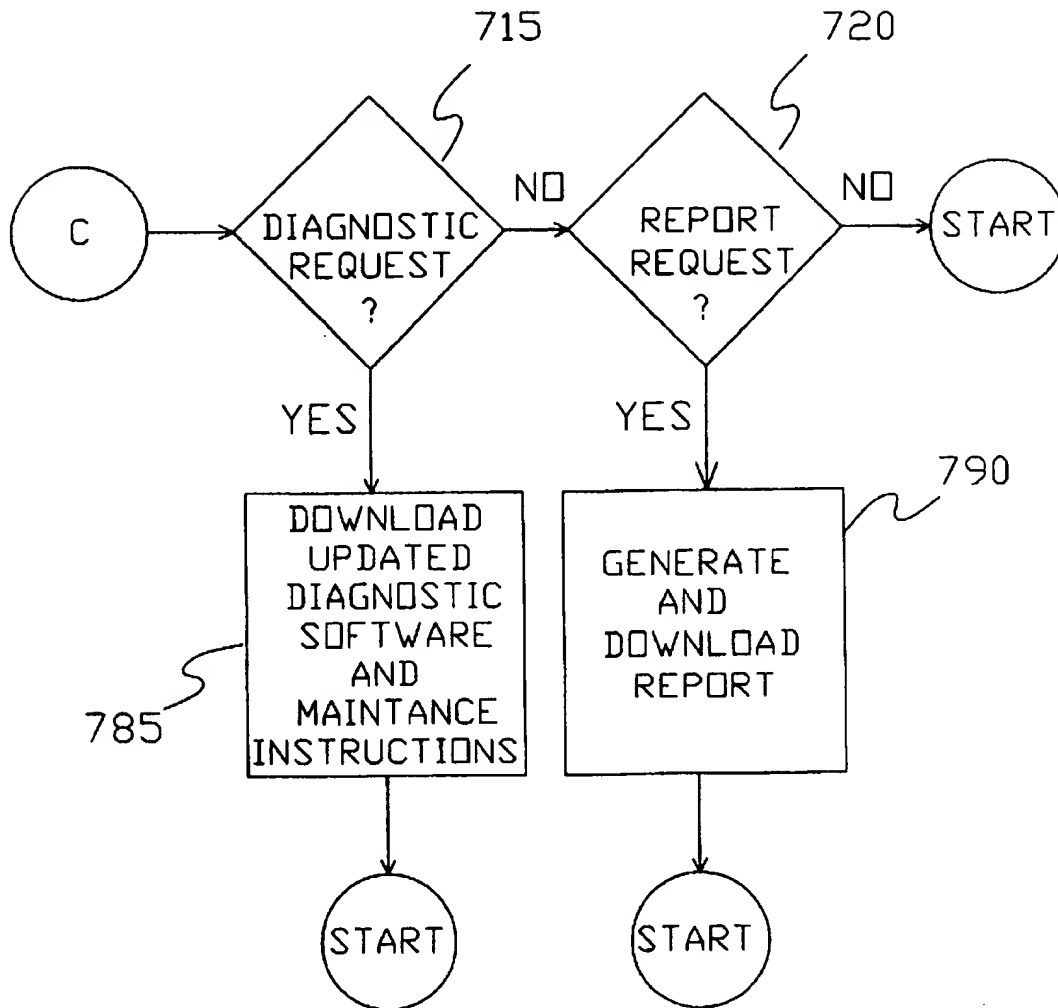 715
720
C
DIAGNOSTIC
REQUEST
?
NO
REPORT
REQUEST
?
NO
START
YES
YES
DOWNLOAD
UPDATED
DIAGNOSTIC
SOFTWARE
AND
MAINTANCE
INSTRUCTIONS
785
GENERATE
AND
DOWNLOAD
REPORT
790
START
START